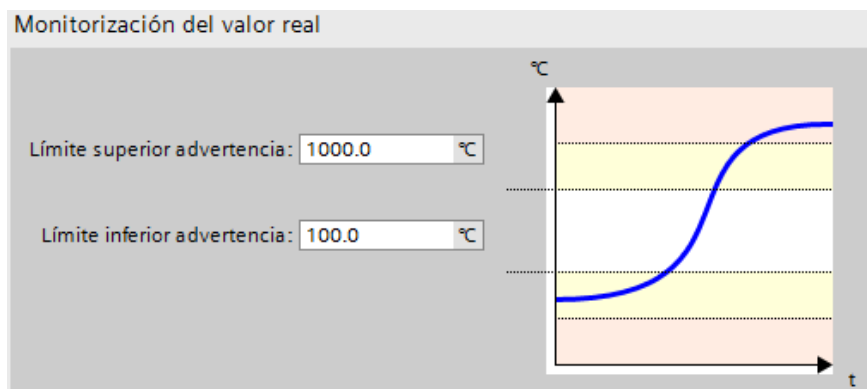 Monitorización del valor real
℃
Límite superior advertencia: 1000.0 ℃
Límite inferior advertencia: 100.0 ℃
t